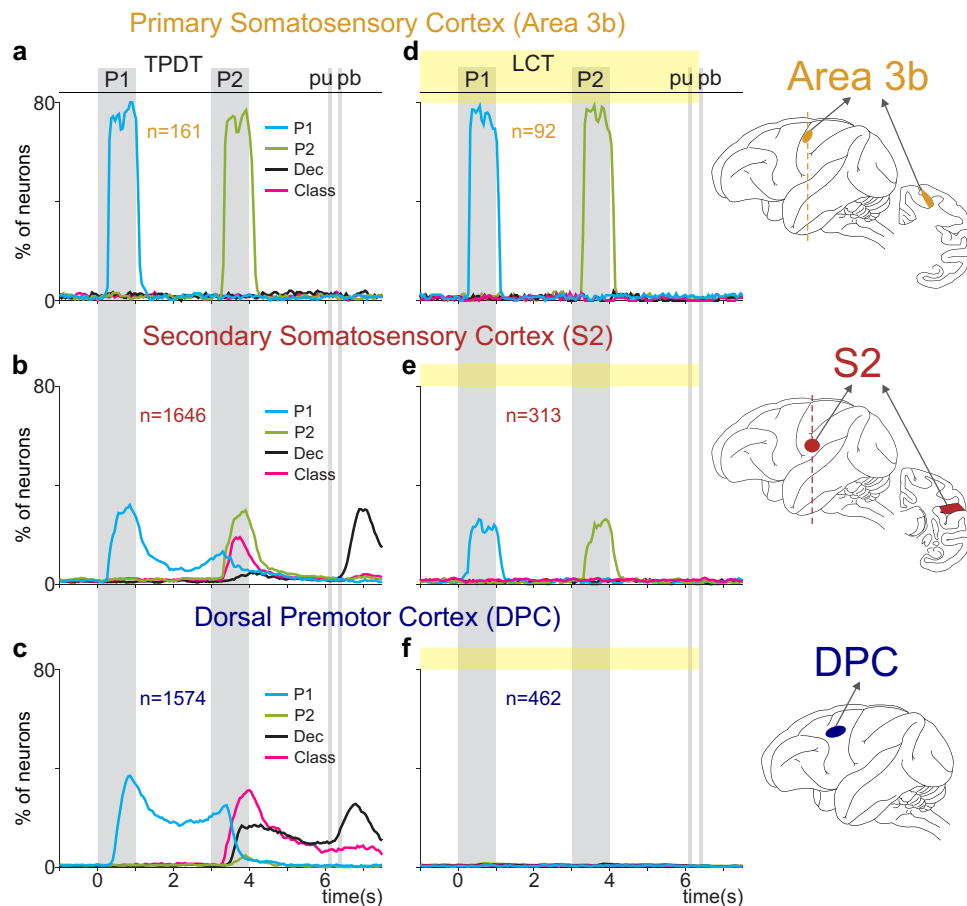 Primary Somatosensory Cortex (Area 3b)
a
TPDT
P1
P2
pu pb
80
n=161
P1
P2
Dec
Class
% of neurons
0
d
LCT
P1
P2
pu pb
n=92
Area 3b
Secondary Somatosensory Cortex (S2)
b
80
n=1646
P1
P2
Dec
Class
% of neurons
0
e
n=313
S2
Dorsal Premotor Cortex (DPC)
c
80
n=1574
P1
P2
Dec
Class
% of neurons
0
0 2 4 6
time(s)
f
n=462
0 2 4 6
time(s)
DPC